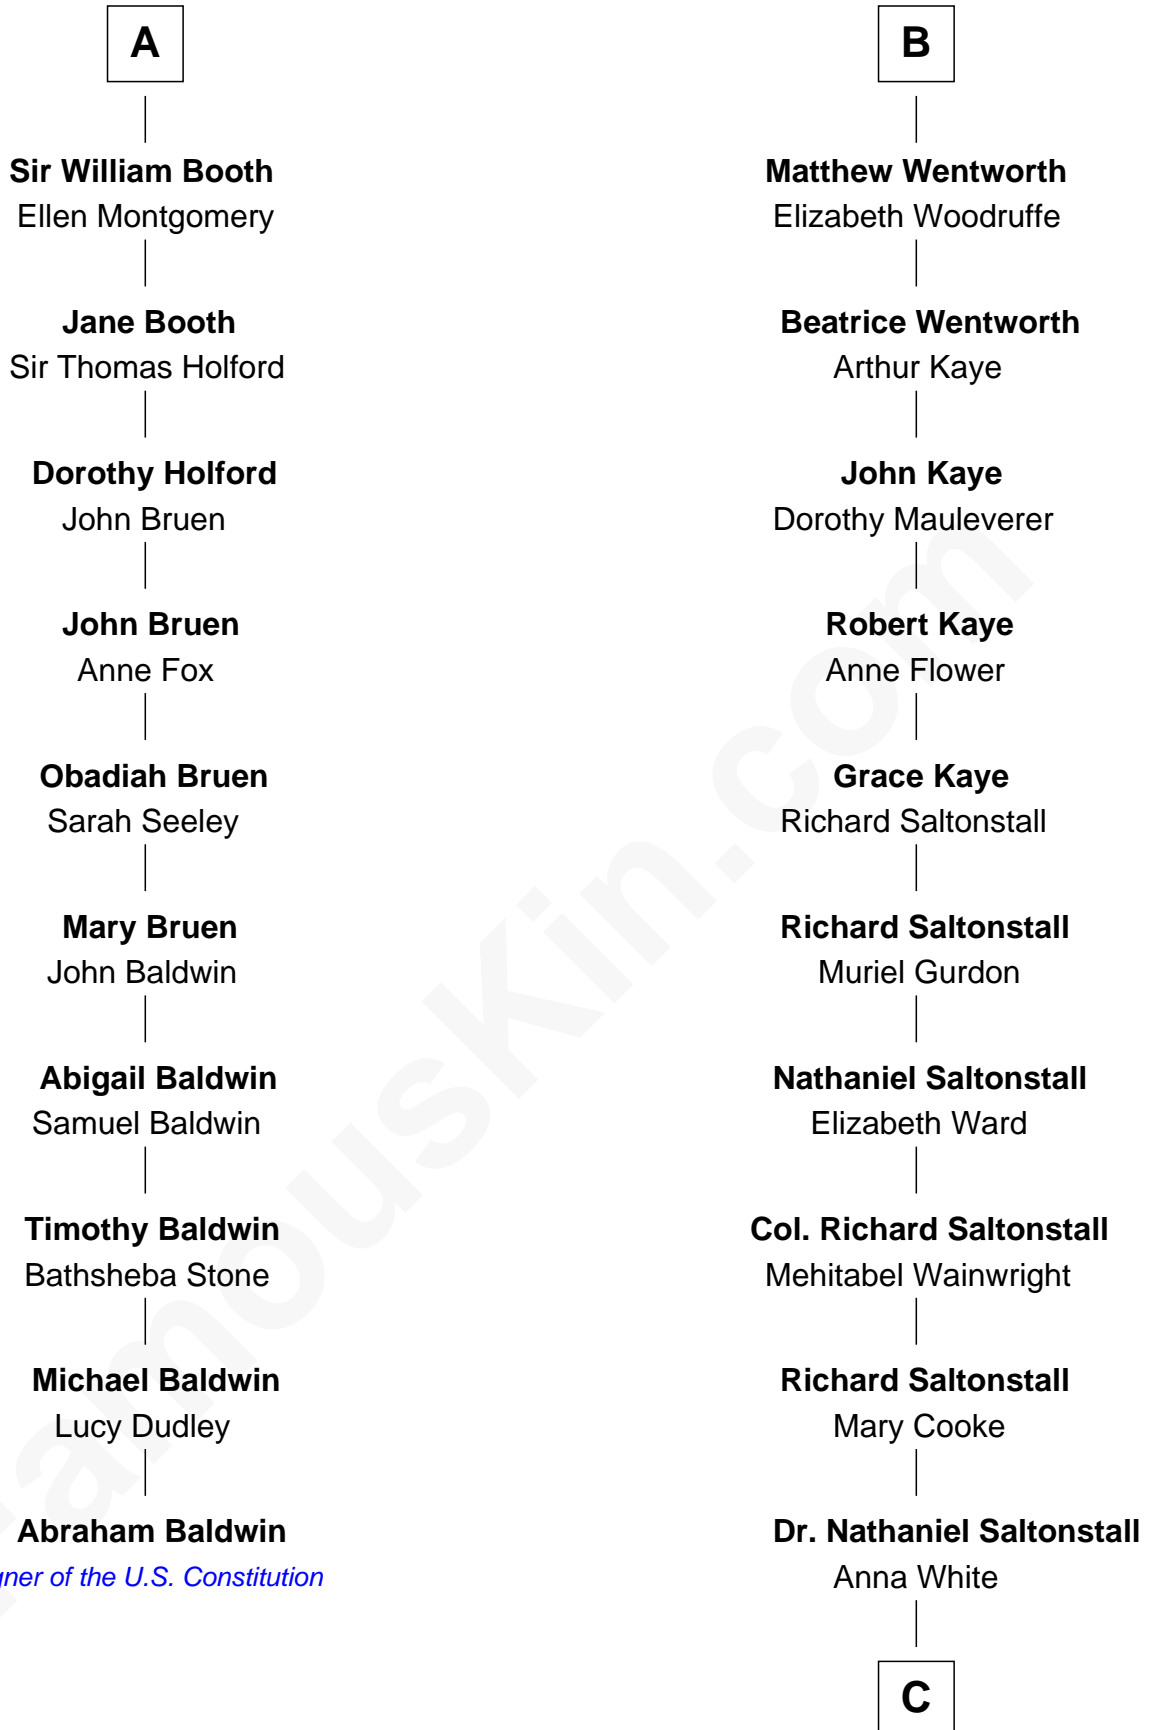 A
Sir William Booth
Ellen Montgomery
Jane Booth
Sir Thomas Holford
Dorothy Holford
John Bruen
John Bruen
Anne Fox
Obadiah Bruen
Sarah Seeley
Mary Bruen
John Baldwin
Abigail Baldwin
Samuel Baldwin
Timothy Baldwin
Bathsheba Stone
Michael Baldwin
Lucy Dudley
Abraham Baldwin
gner of the U.S. Constitution
B
Matthew Wentworth
Elizabeth Woodruffe
Beatrice Wentworth
Arthur Kaye
John Kaye
Dorothy Mauleverer
Robert Kaye
Anne Flower
Grace Kaye
Richard Saltonstall
Richard Saltonstall
Muriel Gurdon
Nathaniel Saltonstall
Elizabeth Ward
Col. Richard Saltonstall
Mehitabel Wainwright
Richard Saltonstall
Mary Cooke
Dr. Nathaniel Saltonstall
Anna White
C
FamousKin.com